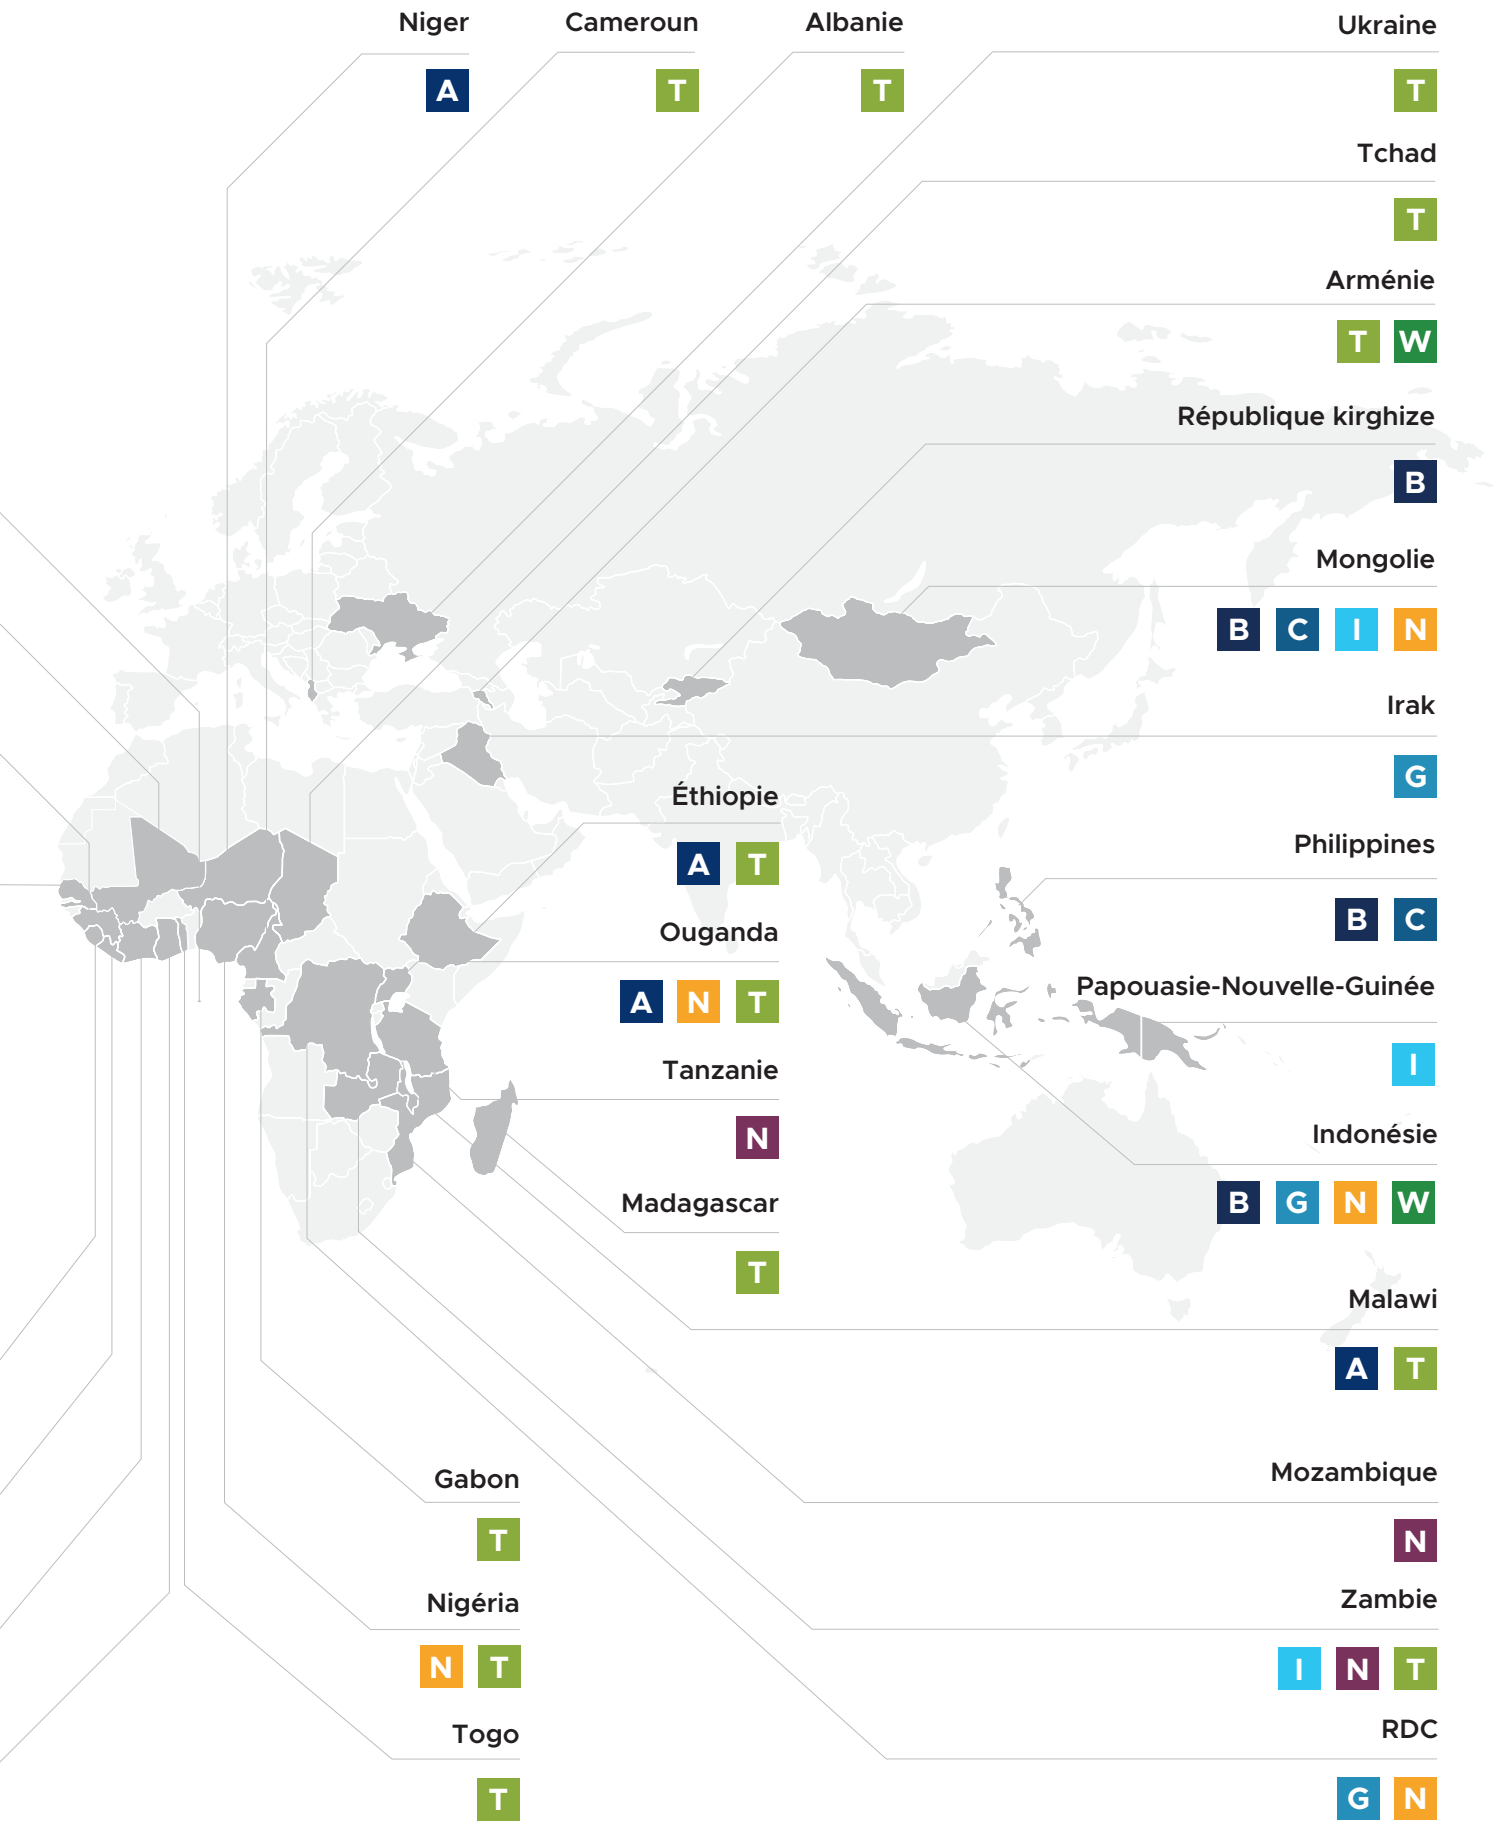 Niger
A
Cameroun
T
Albanie
T
Ukraine
T
Tchad
T
Arménie
T W
République kirghize
B
Mongolie
B C I N
Irak
G
Éthiopie
A T
Philippines
B C
Ouganda
A N T
Papouasie-Nouvelle-Guinée
I
Tanzanie
N
Indonésie
B G N W
Madagascar
T
Malawi
A T
Gabon
T
Mozambique
N
Nigéria
N T
Zambie
I N T
Togo
T
RDC
G N